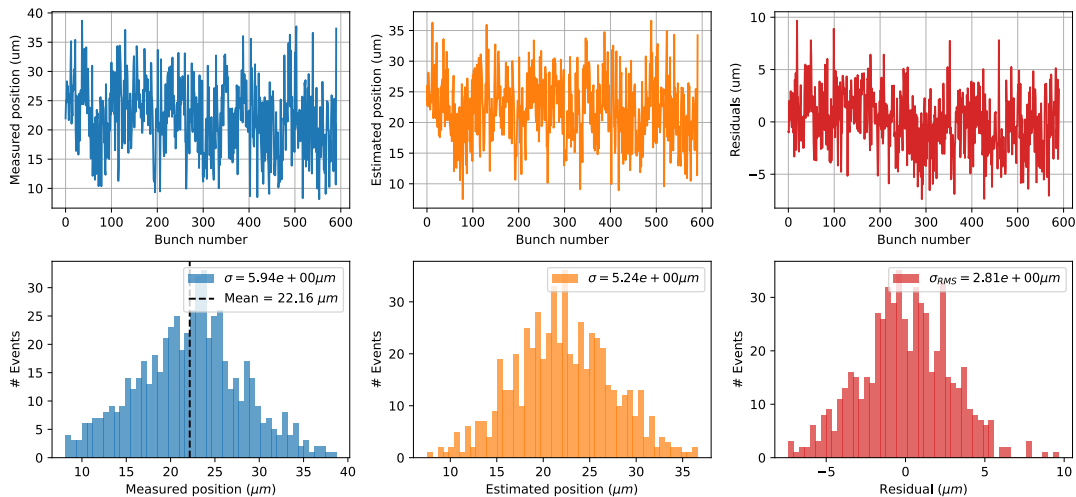 40
35
30
25
20
15
10
Measured position (um)
0 100 200 300 400 500 600
Bunch number
35
30
25
20
15
10
Estimated position (um)
0 100 200 300 400 500 600
Bunch number
10
5
0
−5
Residuals (um)
0 100 200 300 400 500 600
Bunch number
σ = 5.94e + 00μm
Mean = 22.16 μm
30
25
20
15
10
5
0
# Events
10 15 20 25 30 35 40
Measured position (μm)
σ = 5.24e + 00μm
30
20
10
0
# Events
10 15 20 25 30 35
Estimated position (μm)
σRMS = 2.81e + 00μm
30
20
10
0
# Events
−5 0 5 10
Residual (μm)